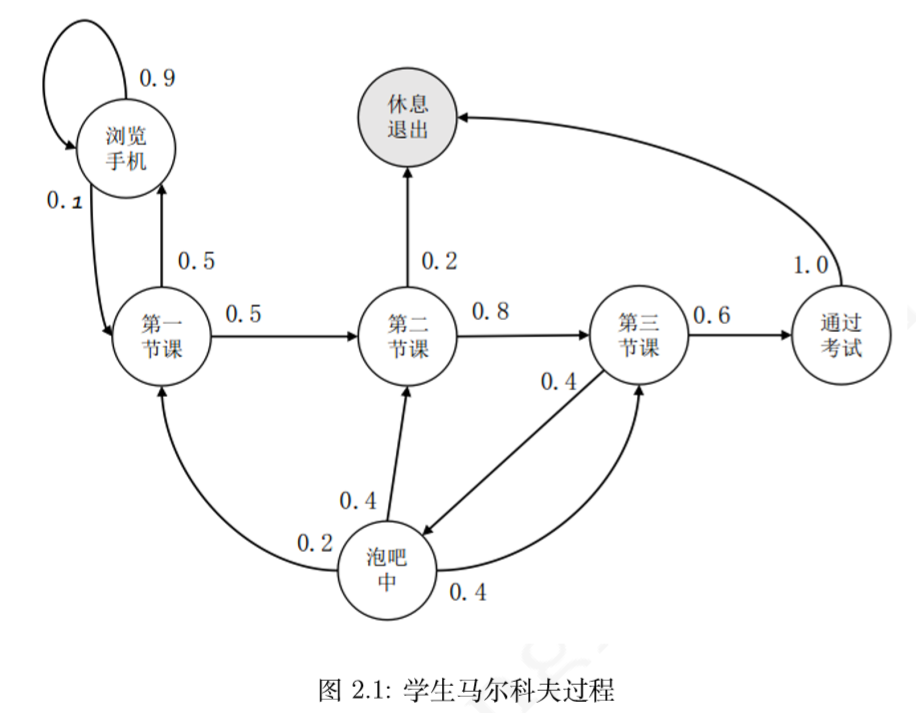 0.9
浏览
手机
0.1
休息
退出
0.5
0.2
1.0
第一
节课
0.5
第二
节课
0.8
第三
节课
0.6
通过
考试
0.4
0.4
0.2
泡吧
中
0.4
图 2.1: 学生马尔科夫过程